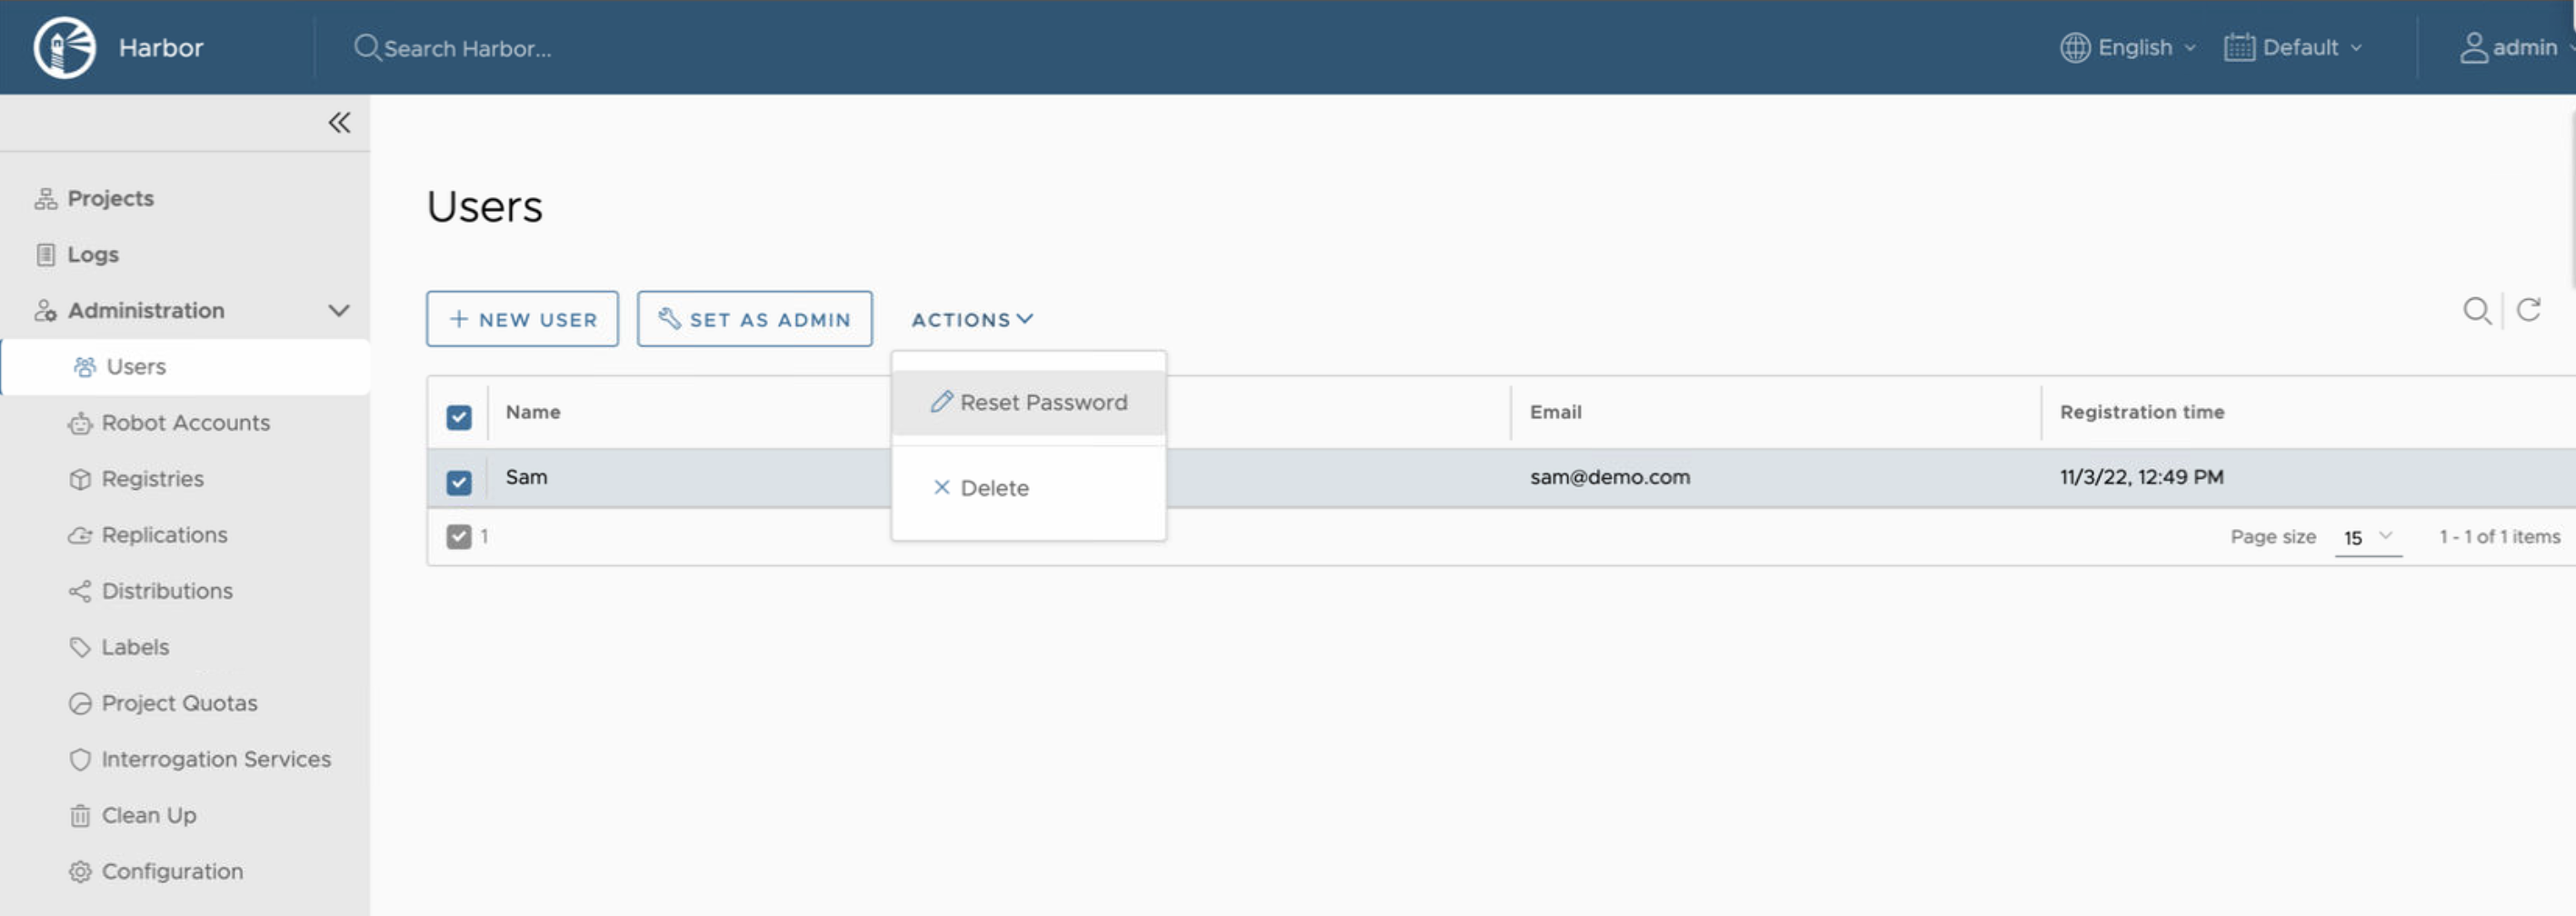 Harbor
Search Harbor...
English
Default
admin
Projects
Logs
Administration
Users
Robot Accounts
Registries
Replications
Distributions
Labels
Project Quotas
Interrogation Services
Clean Up
Configuration
Users
NEW USER
SET AS ADMIN
ACTIONS
Reset Password
Delete
Name
Email
Registration time
Sam
sam@demo.com
11/3/22, 12:49 PM
1
Page size
15
1 - 1 of 1 items